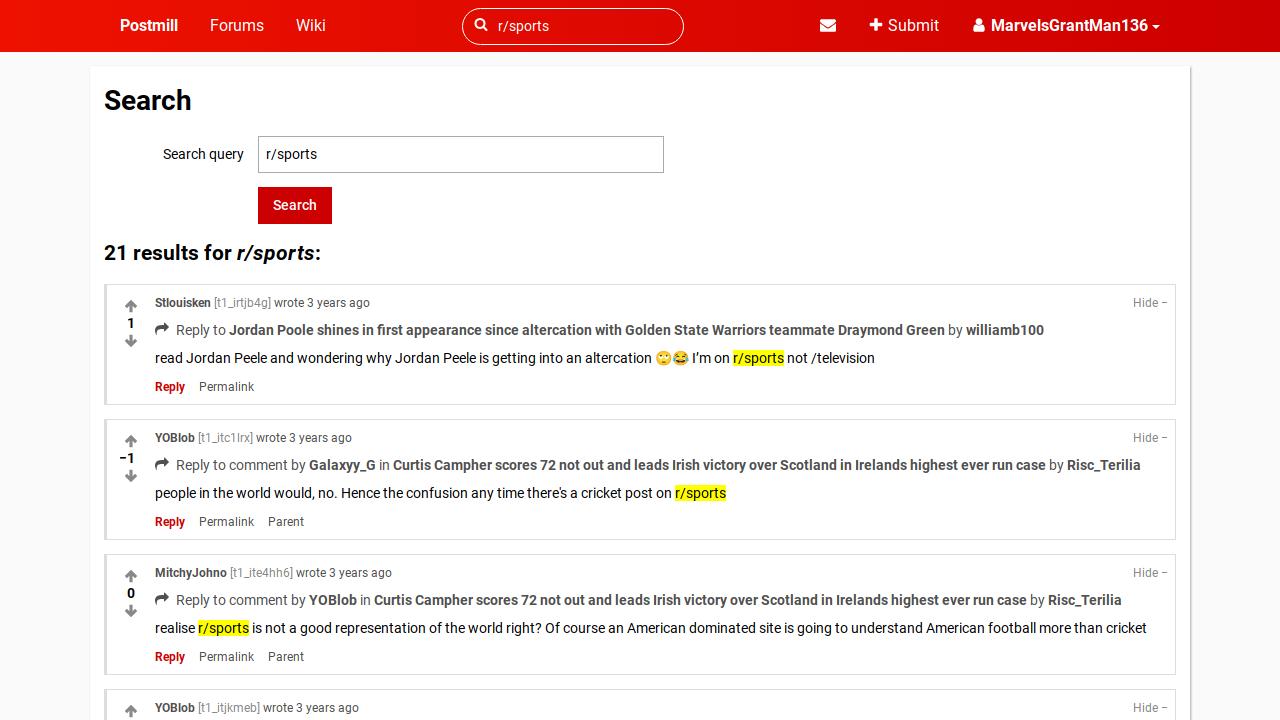 Postmill Forums Wiki r/sports Submit MarvelsGrantMan136
Search
Search query r/sports
Search
21 results for r/sports:
Stlouisken [t1_irtjb4g] wrote 3 years ago Hide −
1
Reply to Jordan Poole shines in first appearance since altercation with Golden State Warriors teammate Draymond Green by williamb100
read Jordan Peele and wondering why Jordan Peele is getting into an altercation 🙄😂 I’m on r/sports not /television
Reply Permalink
YOBlob [t1_itc1lrx] wrote 3 years ago Hide −
−1
Reply to comment by Galaxyy_G in Curtis Campher scores 72 not out and leads Irish victory over Scotland in Irelands highest ever run case by Risc_Terilia
people in the world would, no. Hence the confusion any time there's a cricket post on r/sports
Reply Permalink Parent
MitchyJohno [t1_ite4hh6] wrote 3 years ago Hide −
0
Reply to comment by YOBlob in Curtis Campher scores 72 not out and leads Irish victory over Scotland in Irelands highest ever run case by Risc_Terilia
realise r/sports is not a good representation of the world right? Of course an American dominated site is going to understand American football more than cricket
Reply Permalink Parent
YOBlob [t1_itjkmeb] wrote 3 years ago Hide −